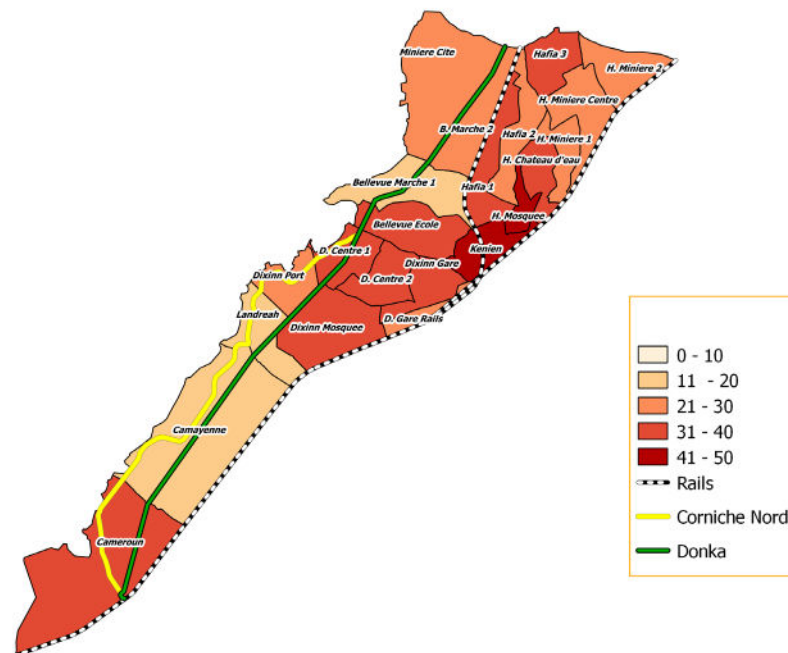 Miniere Cite
Hafia 3
H. Miniere 2
H. Miniere Centre
B. Marche 2
Hafia 2
H. Miniere 1
H. Chateau d'eau
Bellevue Marche 1
Hafia 1
H. Mosquee
Bellevue Ecole
D. Centre 1
Kenien
Dixinn Gare
Dixinn Port
D. Centre 2
Landreah
D. Gare Rails
Dixinn Mosquee
Camayenne
Cameroun
0 - 10
11 - 20
21 - 30
31 - 40
41 - 50
Rails
Corniche Nord
Donka